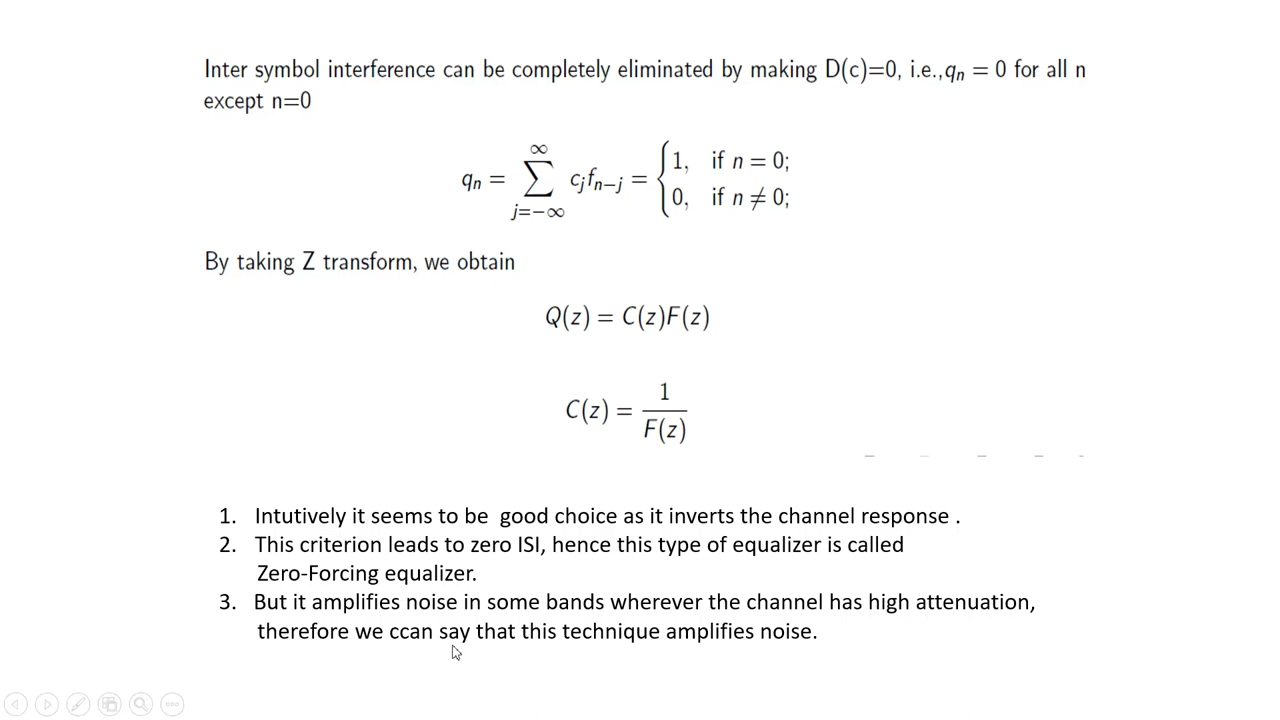 Inter symbol interference can be completely eliminated by making D(c)=0, i.e.,qₙ = 0 for all n
except n=0
qₙ = ∑_{j=−∞}^{∞} cⱼfₙ₋ⱼ = { 1, if n = 0; 0, if n ≠ 0;
By taking Z transform, we obtain
Q(z) = C(z)F(z)
C(z) = 1 / F(z)
1. Intutively it seems to be good choice as it inverts the channel response .
2. This criterion leads to zero ISI, hence this type of equalizer is called
Zero-Forcing equalizer.
3. But it amplifies noise in some bands wherever the channel has high attenuation,
therefore we ccan say that this technique amplifies noise.